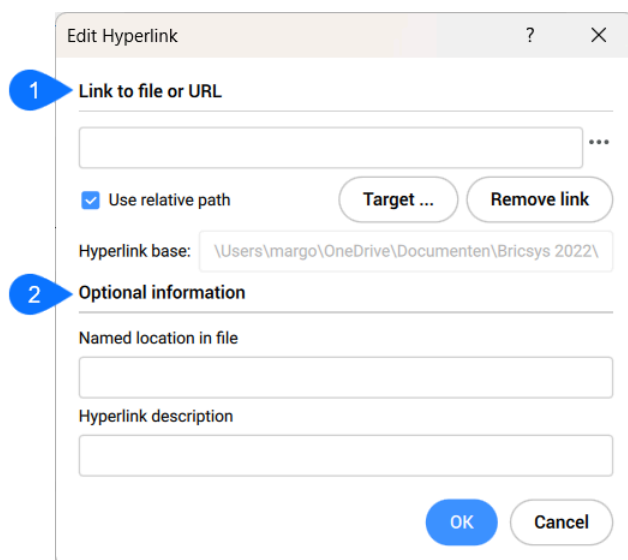 Edit Hyperlink ?
1 Link to file or URL
...
Use relative path Target ... Remove link
Hyperlink base: \Users\margo\OneDrive\Documenten\Bricsys 2022\
2 Optional information
Named location in file
Hyperlink description
OK Cancel